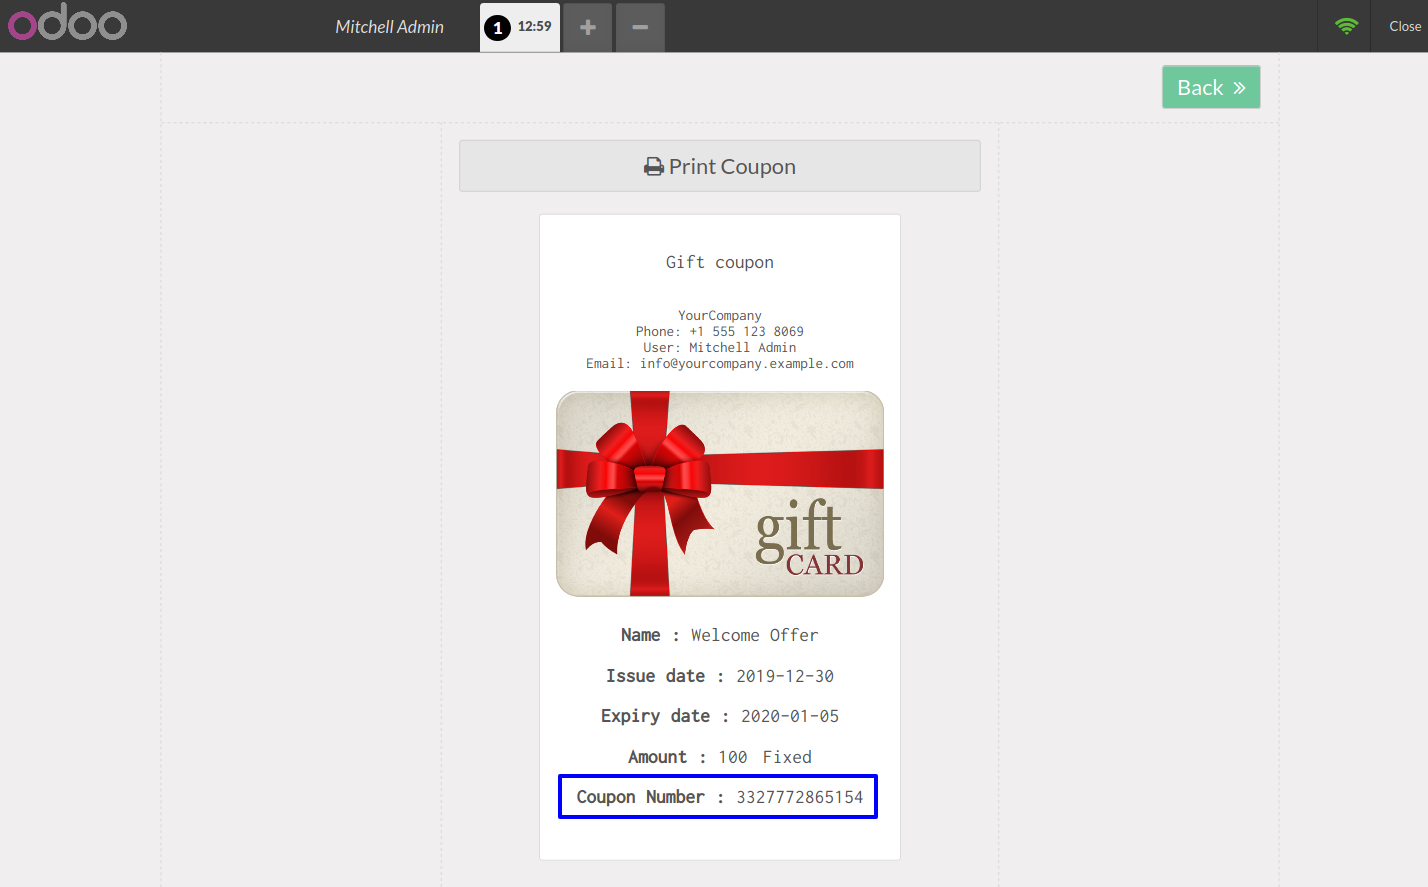 odoo
Mitchell Admin
1 12:59
Close
Back
Print Coupon
Gift coupon
YourCompany
Phone: +1 555 123 8069
User: Mitchell Admin
Email: info@yourcompany.example.com
gift
CARD
Name : Welcome Offer
Issue date : 2019-12-30
Expiry date : 2020-01-05
Amount : 100 Fixed
Coupon Number : 3327772865154